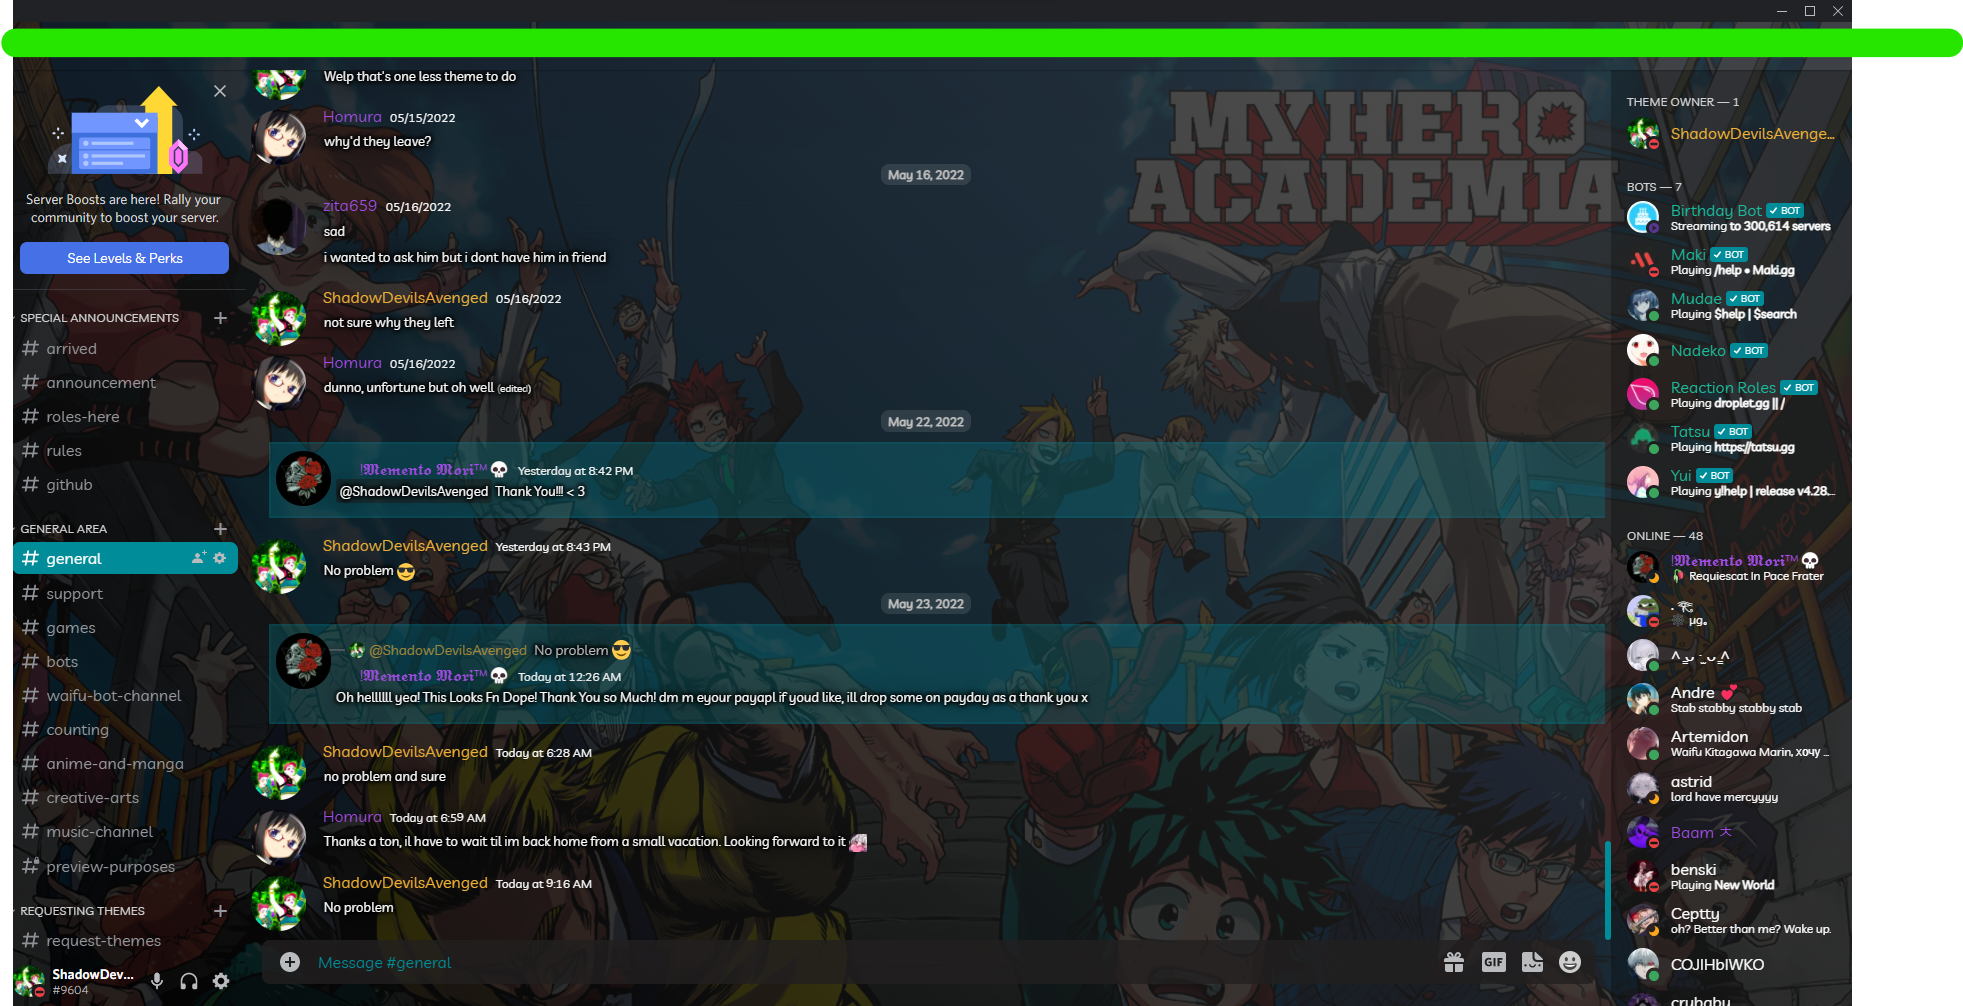 Server Boosts are here! Rally your
community to boost your server.
See Levels & Perks
SPECIAL ANNOUNCEMENTS
# arrived
# announcement
# roles-here
# rules
# github
GENERAL AREA
# general
# support
# games
# bots
# waifu-bot-channel
# counting
# anime-and-manga
# creative-arts
# music-channel
# preview-purposes
REQUESTING THEMES
# request-themes
ShadowDev...
#9604
Welp that's one less theme to do
Homura 05/15/2022
why'd they leave?
May 16, 2022
zita659 05/16/2022
sad
i wanted to ask him but i dont have him in friend
ShadowDevilsAvenged 05/16/2022
not sure why they left
Homura 05/16/2022
dunno, unfortune but oh well (edited)
May 22, 2022
!𝕸𝖊𝖒𝖊𝖓𝖙𝖔 𝕸𝖔𝖗𝖎™💀 Yesterday at 8:42 PM
@ShadowDevilsAvenged Thank You!!! < 3
ShadowDevilsAvenged Yesterday at 8:43 PM
No problem 😎
May 23, 2022
@ShadowDevilsAvenged No problem 😎
!𝕸𝖊𝖒𝖊𝖓𝖙𝖔 𝕸𝖔𝖗𝖎™💀 Today at 12:26 AM
Oh hellllll yea! This Looks Fn Dope! Thank You so Much! dm m eyour payapl if youd like, ill drop some on payday as a thank you x
ShadowDevilsAvenged Today at 6:28 AM
no problem and sure
Homura Today at 6:59 AM
Thanks a ton, il have to wait til im back home from a small vacation. Looking forward to it
ShadowDevilsAvenged Today at 9:16 AM
No problem
Message #general
GIF
MY HERO
ACADEMIA
THEME OWNER — 1
ShadowDevilsAvenge...
BOTS — 7
Birthday Bot ✓ BOT
Streaming to 300,614 servers
Maki ✓ BOT
Playing /help • Maki.gg
Mudae ✓ BOT
Playing $help | $search
Nadeko ✓ BOT
Reaction Roles ✓ BOT
Playing droplet.gg || /
Tatsu ✓ BOT
Playing https://tatsu.gg
Yui ✓ BOT
Playing y!help | release v4.28....
ONLINE — 48
!𝕸𝖊𝖒𝖊𝖓𝖙𝖔 𝕸𝖔𝖗𝖎™💀
🥀 Requiescat In Pace Frater
μg。
Andre 💕
Stab stabby stabby stab
Artemidon
Waifu Kitagawa Marin, хочу ...
astrid
lord have mercyyyy
Baam 大
benski
Playing New World
Ceptty
oh? Better than me? Wake up.
COJIHbIWKO
crybaby